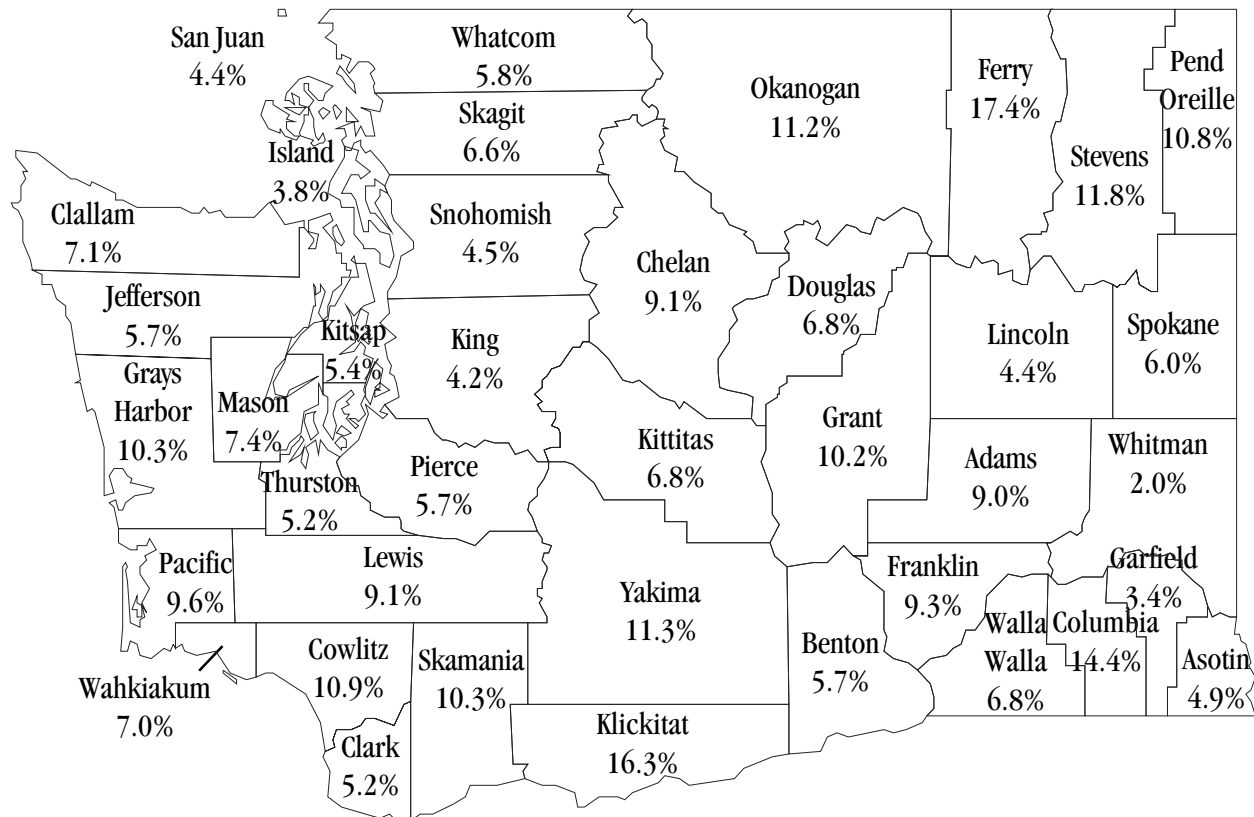 San Juan
4.4%
Whatcom
5.8%
Skagit
6.6%
Island
3.8%
Okanogan
11.2%
Ferry
17.4%
Stevens
11.8%
Pend
Oreille
10.8%
Clallam
7.1%
Snohomish
4.5%
Chelan
9.1%
Douglas
6.8%
Jefferson
5.7%
Kitsap
5.4%
King
4.2%
Lincoln
4.4%
Spokane
6.0%
Grays
Harbor
10.3%
Mason
7.4%
Thurston
5.2%
Pierce
5.7%
Kittitas
6.8%
Grant
10.2%
Adams
9.0%
Whitman
2.0%
Pacific
9.6%
Lewis
9.1%
Yakima
11.3%
Benton
5.7%
Franklin
9.3%
Walla
Walla
6.8%
Columbia
14.4%
Garfield
3.4%
Asotin
4.9%
Wahkiakum
7.0%
Cowlitz
10.9%
Skamania
10.3%
Clark
5.2%
Klickitat
16.3%